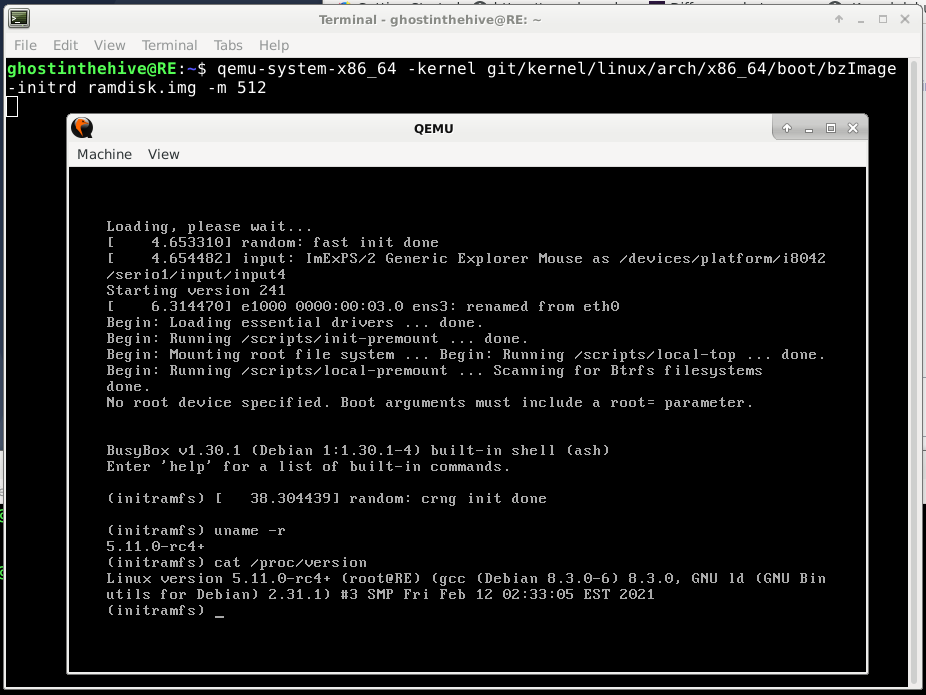 Terminal - ghostinthehive@RE: ~
File Edit View Terminal Tabs Help
ghostinthehive@RE:~$ qemu-system-x86_64 -kernel git/kernel/linux/arch/x86_64/boot/bzImage
-initrd ramdisk.img -m 512
QEMU
Machine View
Loading, please wait...
[    4.653310] random: fast init done
[    4.654482] input: ImExPS/2 Generic Explorer Mouse as /devices/platform/i8042
/serio1/input/input4
Starting version 241
[    6.314470] e1000 0000:00:03.0 ens3: renamed from eth0
Begin: Loading essential drivers ... done.
Begin: Running /scripts/init-premount ... done.
Begin: Mounting root file system ... Begin: Running /scripts/local-top ... done.
Begin: Running /scripts/local-premount ... Scanning for Btrfs filesystems
done.
No root device specified. Boot arguments must include a root= parameter.
BusyBox v1.30.1 (Debian 1:1.30.1-4) built-in shell (ash)
Enter 'help' for a list of built-in commands.
(initramfs) [   38.304439] random: crng init done
(initramfs) uname -r
5.11.0-rc4+
(initramfs) cat /proc/version
Linux version 5.11.0-rc4+ (root@RE) (gcc (Debian 8.3.0-6) 8.3.0, GNU ld (GNU Bin
utils for Debian) 2.31.1) #3 SMP Fri Feb 12 02:33:05 EST 2021
(initramfs) _